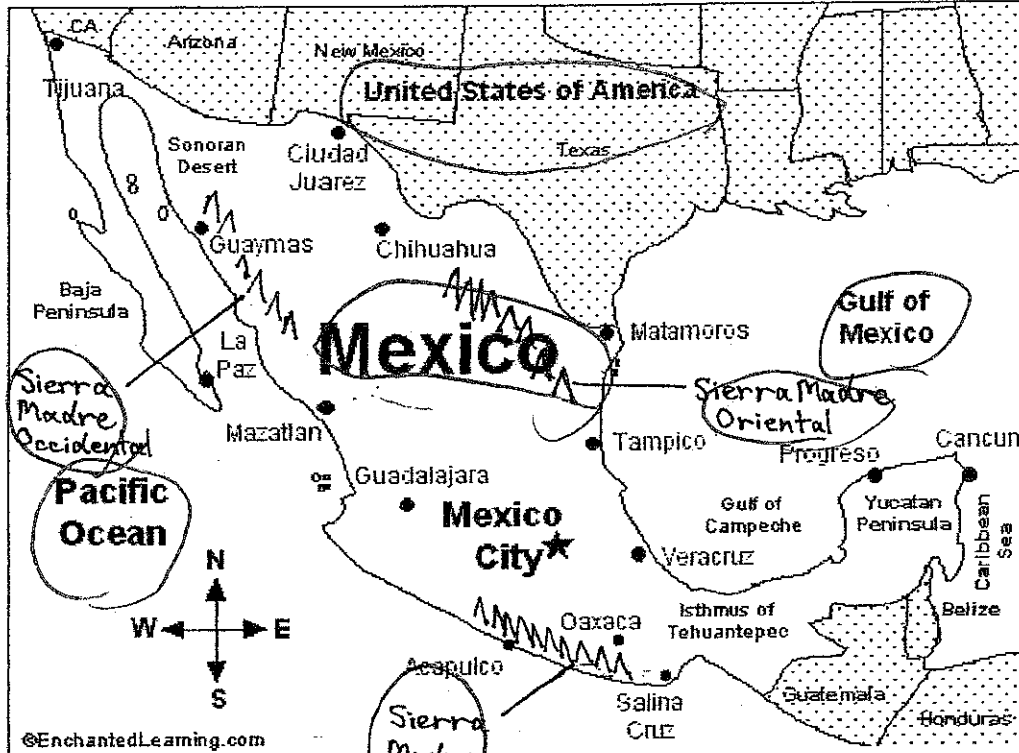 CA
Arizona
New Mexico
United States of America
Texas
Tijuana
Sonoran
Desert
Ciudad
Juarez
8
Guaymas
Chihuahua
Baja
Peninsula
La
Paz
Mexico
Matamoros
Gulf of
Mexico
Sierra
Madre
Occidental
Sierra Madre
Oriental
Mazatlan
Tampico
Progreso
Cancun
Pacific
Ocean
Guadalajara
Mexico
City
Gulf of
Campeche
Yucatan
Peninsula
Caribbean
Sea
Veracruz
N
W
E
S
Oaxaca
Isthmus of
Tehuantepec
Belize
Acapulco
Salina
Cruz
Guatemala
Honduras
Sierra
©EnchantedLearning.com